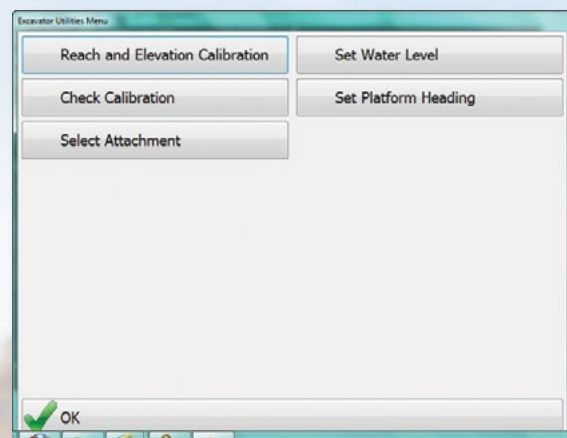 Excavator Utilities Menu
Reach and Elevation Calibration
Set Water Level
Check Calibration
Set Platform Heading
Select Attachment
OK